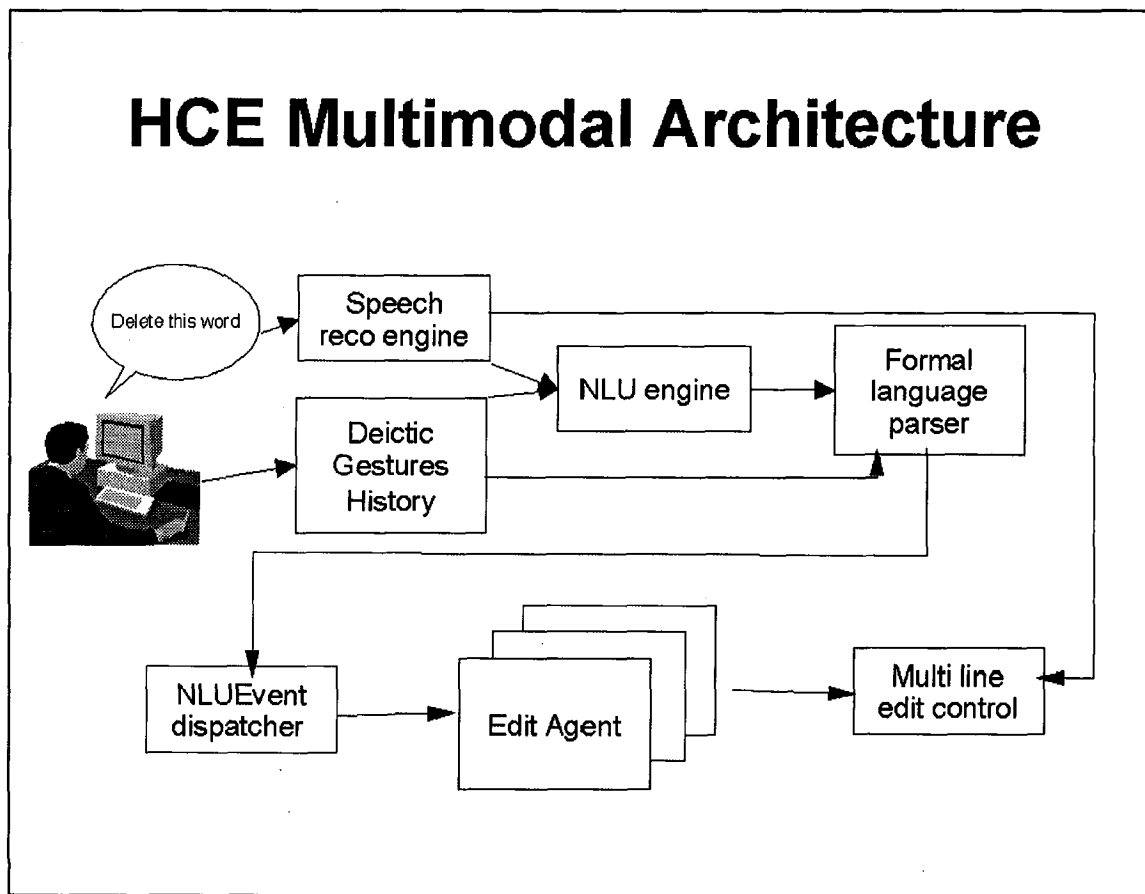 HCE Multimodal Architecture
Delete this word
Speech
reco engine
NLU engine
Formal
language
parser
Deictic
Gestures
History
NLUEvent
dispatcher
Edit Agent
Multi line
edit control